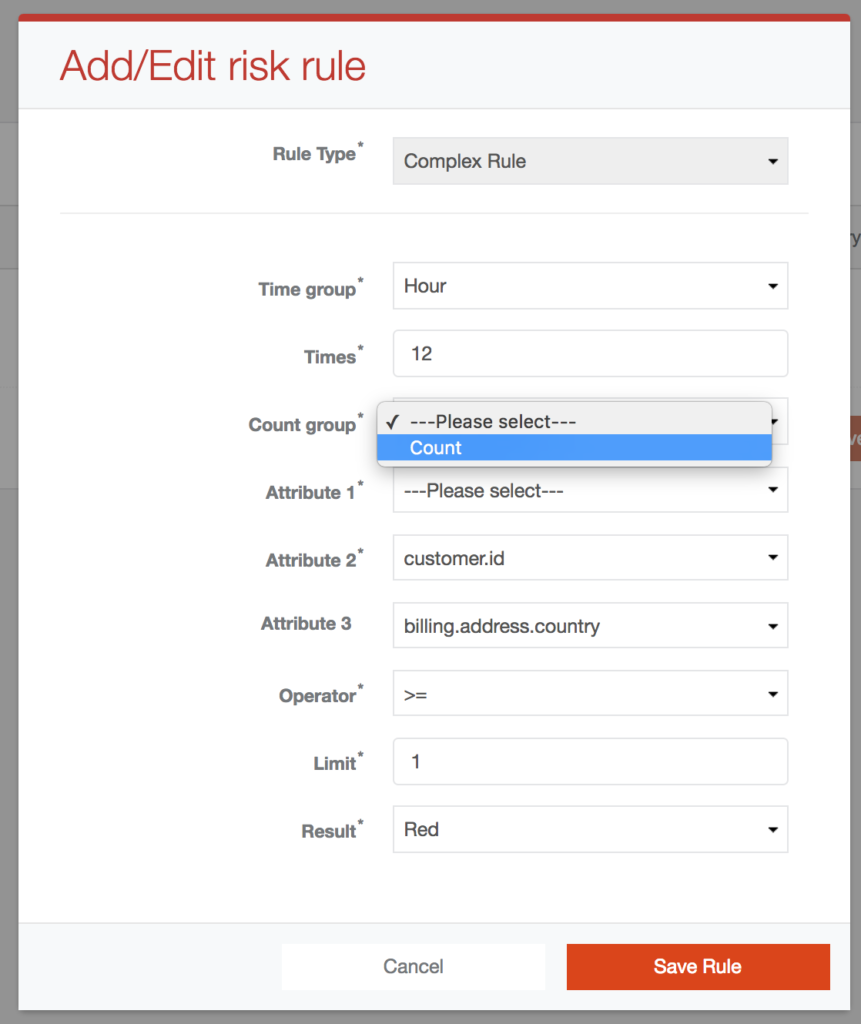 Add/Edit risk rule
Rule Type* Complex Rule
Time group* Hour
Times* 12
Count group* ✓ ---Please select---
Count
Attribute 1* ---Please select---
Attribute 2* customer.id
Attribute 3 billing.address.country
Operator* >=
Limit* 1
Result* Red
Cancel Save Rule